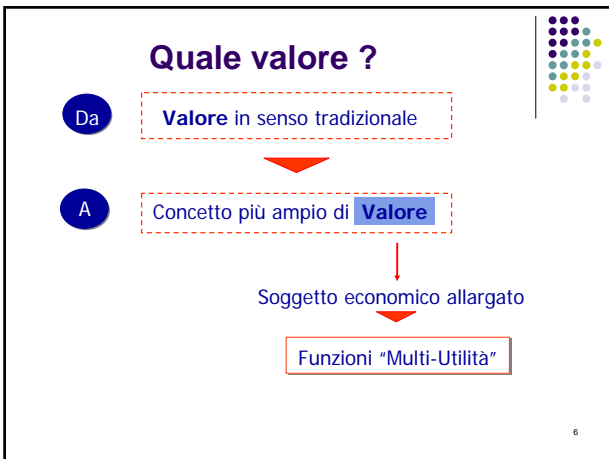 Quale valore ?
Da
Valore in senso tradizionale
A
Concetto più ampio di Valore
Soggetto economico allargato
Funzioni “Multi-Utilità”
6